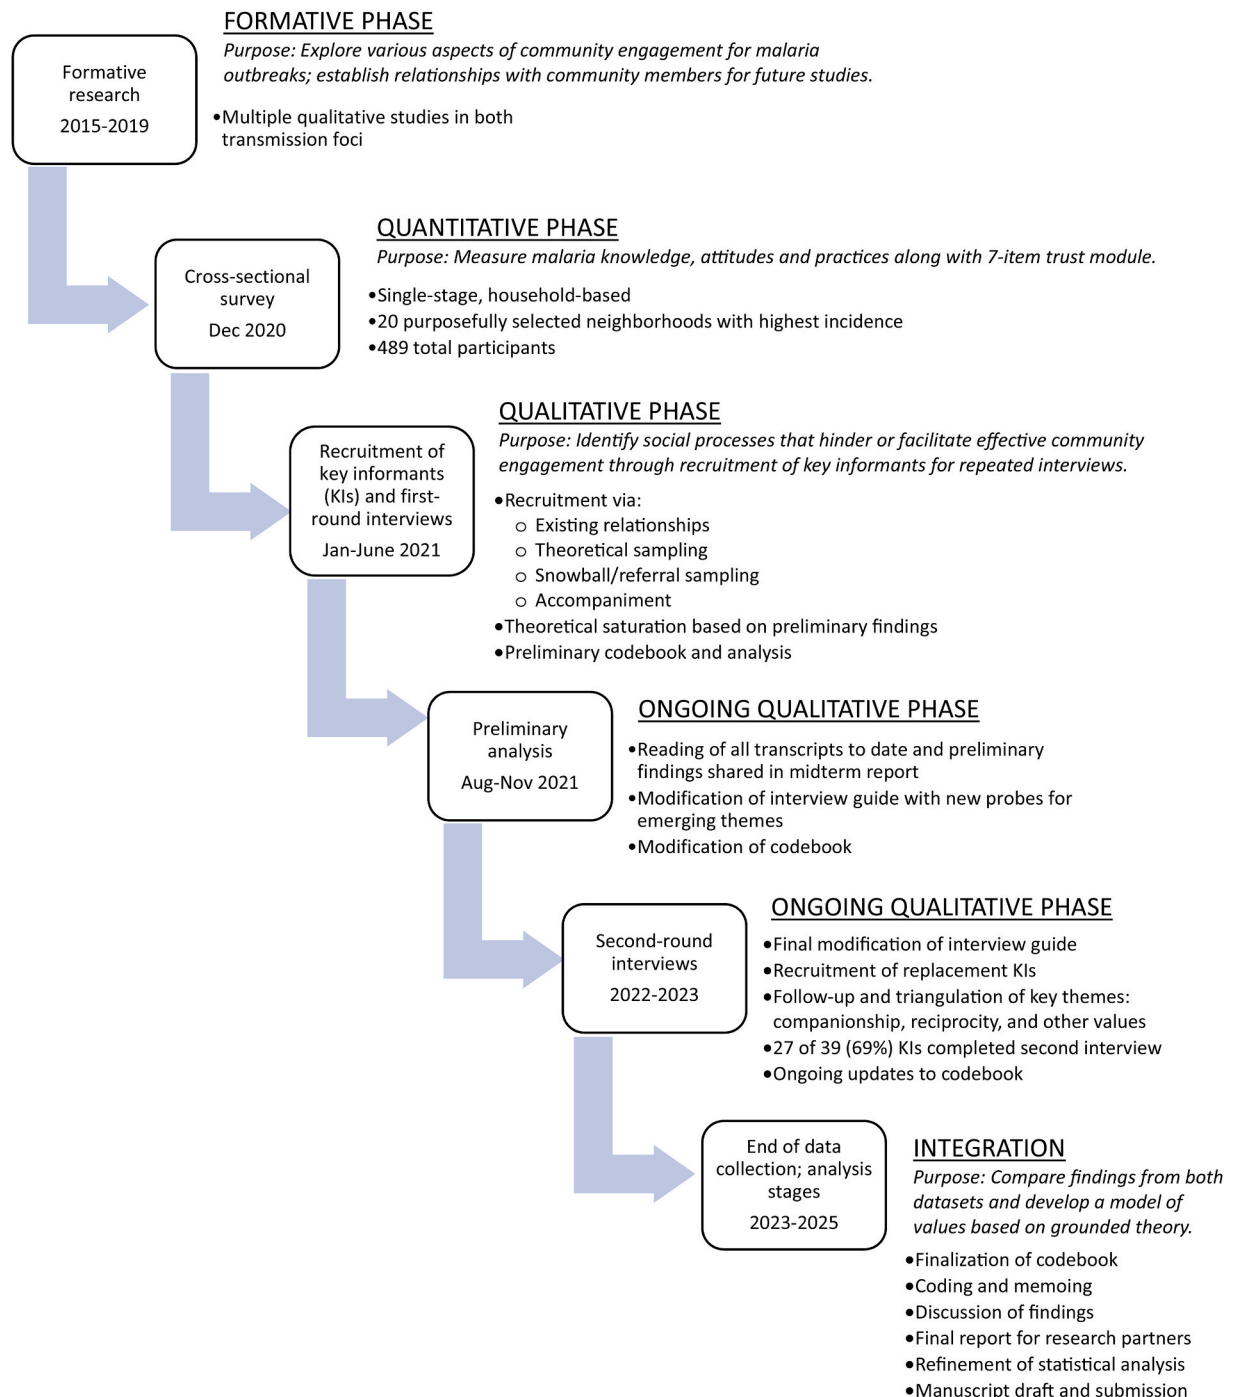 FORMATIVE PHASE
Purpose: Explore various aspects of community engagement for malaria
outbreaks; establish relationships with community members for future studies.
Formative
research
2015-2019
•Multiple qualitative studies in both
transmission foci
QUANTITATIVE PHASE
Purpose: Measure malaria knowledge, attitudes and practices along with 7-item trust module.
Cross-sectional
survey
Dec 2020
•Single-stage, household-based
•20 purposefully selected neighborhoods with highest incidence
•489 total participants
QUALITATIVE PHASE
Purpose: Identify social processes that hinder or facilitate effective community
engagement through recruitment of key informants for repeated interviews.
Recruitment of
key informants
(KIs) and first-
round interviews
Jan-June 2021
•Recruitment via:
o Existing relationships
o Theoretical sampling
o Snowball/referral sampling
o Accompaniment
•Theoretical saturation based on preliminary findings
•Preliminary codebook and analysis
ONGOING QUALITATIVE PHASE
Preliminary
analysis
Aug-Nov 2021
•Reading of all transcripts to date and preliminary
findings shared in midterm report
•Modification of interview guide with new probes for
emerging themes
•Modification of codebook
ONGOING QUALITATIVE PHASE
Second-round
interviews
2022-2023
•Final modification of interview guide
•Recruitment of replacement KIs
•Follow-up and triangulation of key themes:
companionship, reciprocity, and other values
•27 of 39 (69%) KIs completed second interview
•Ongoing updates to codebook
End of data
collection; analysis
stages
2023-2025
INTEGRATION
Purpose: Compare findings from both
datasets and develop a model of
values based on grounded theory.
•Finalization of codebook
•Coding and memoing
•Discussion of findings
•Final report for research partners
•Refinement of statistical analysis
•Manuscript draft and submission